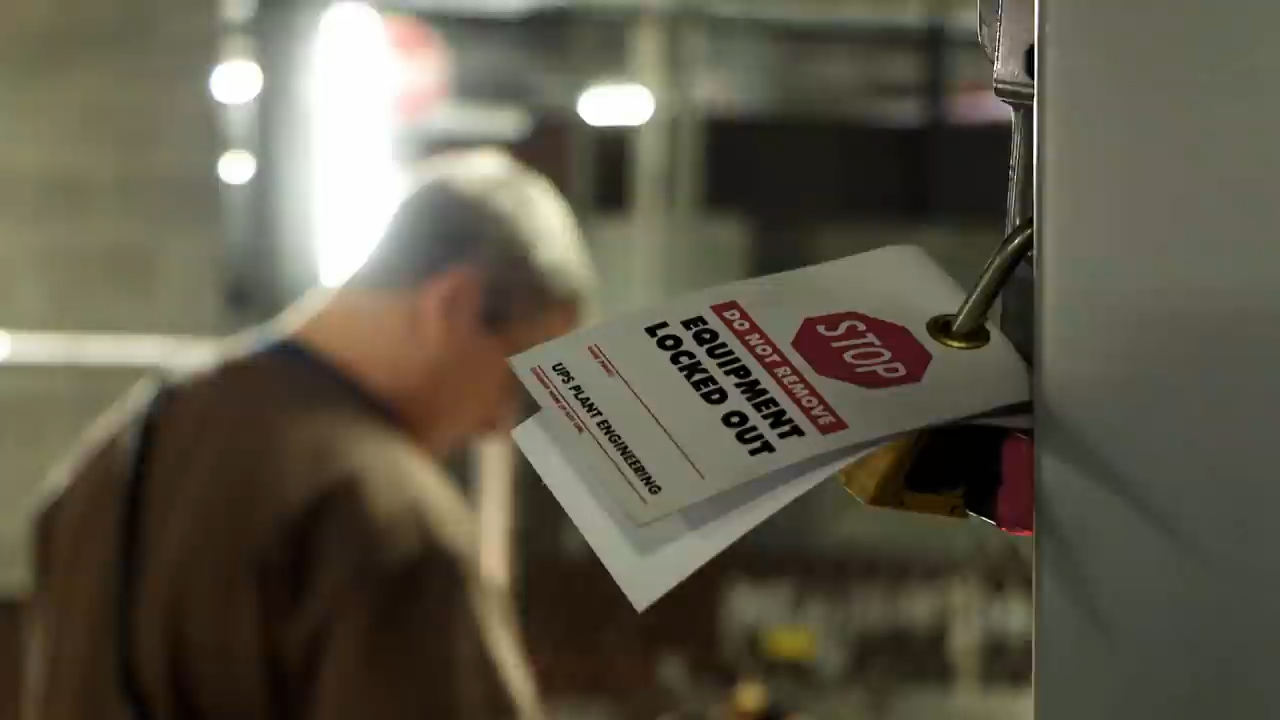 STOP
DO NOT REMOVE
EQUIPMENT
LOCKED OUT
UPS PLANT ENGINEERING